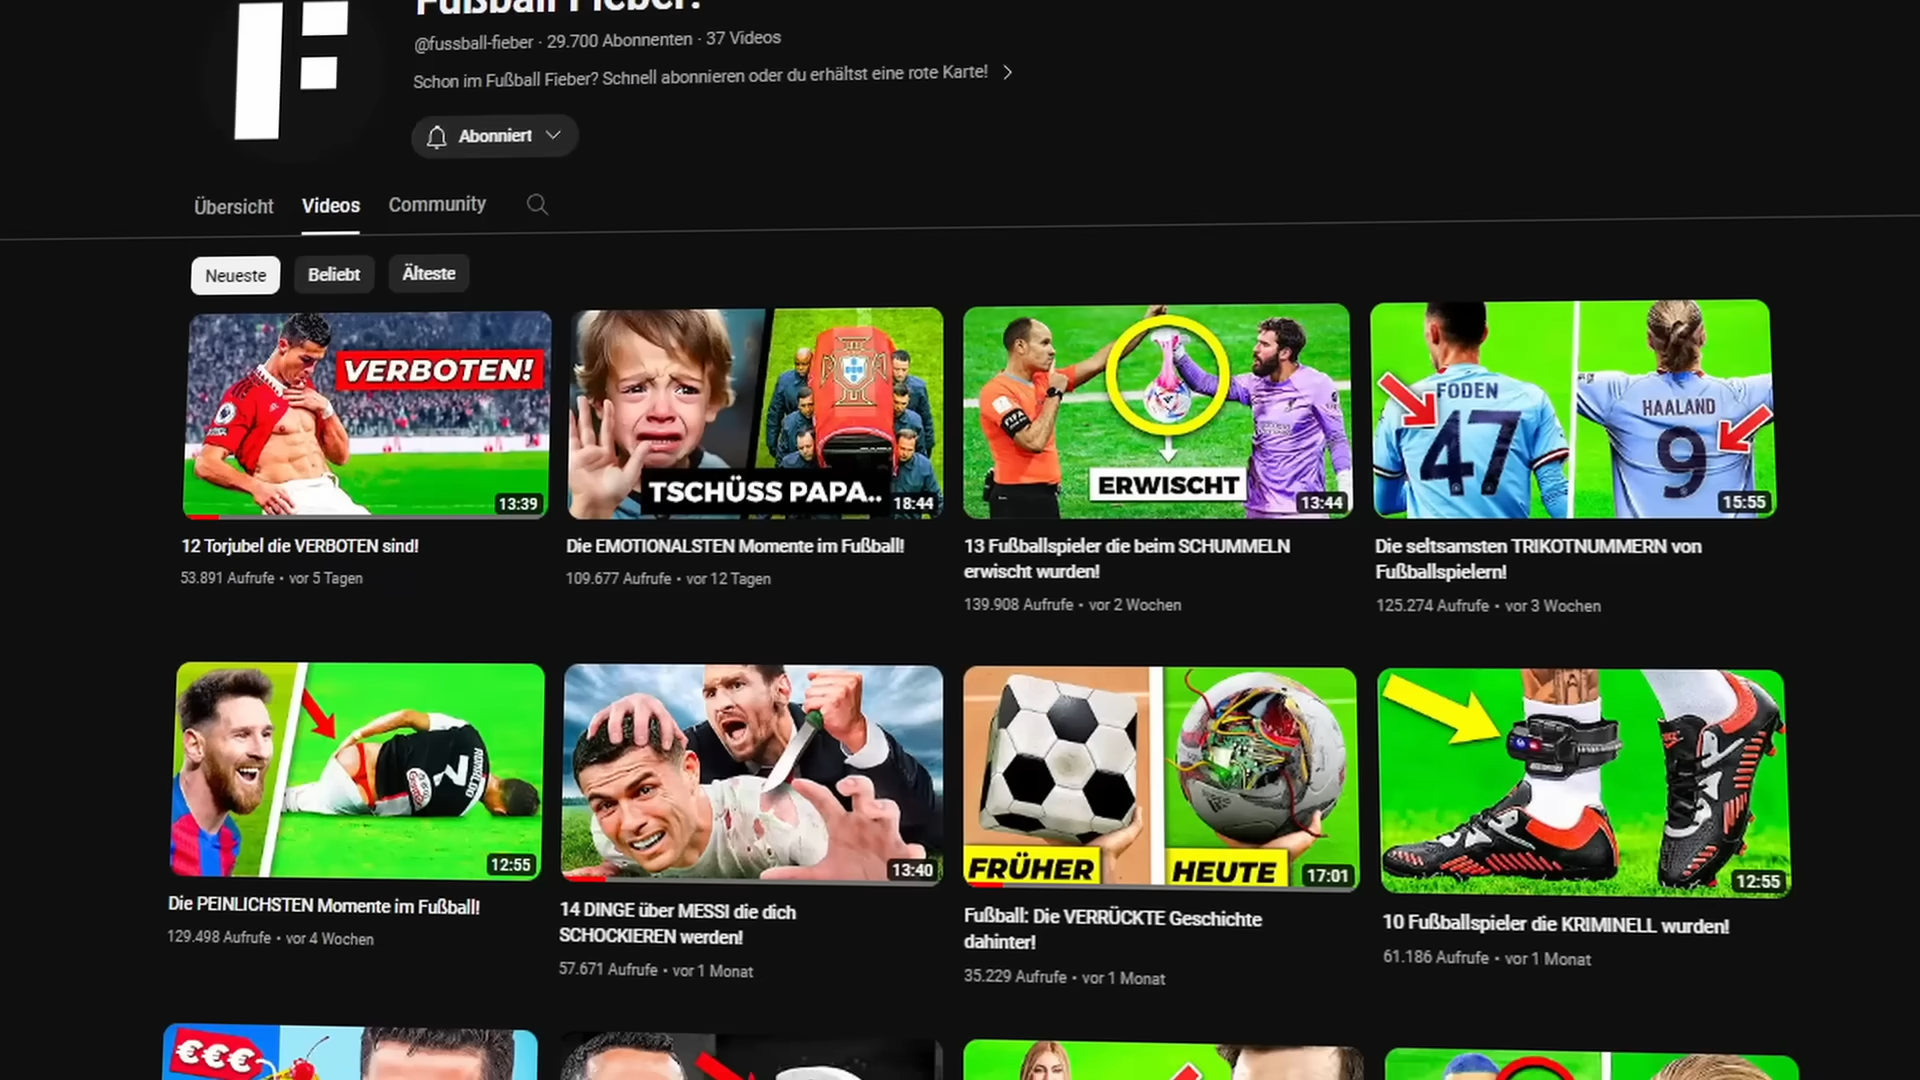 Fußball Fieber!
@fussball-fieber · 29.700 Abonnenten · 37 Videos
Schon im Fußball Fieber? Schnell abonnieren oder du erhältst eine rote Karte!
Abonniert
Übersicht Videos Community
Neueste Beliebt Älteste
VERBOTEN!
13:39
TSCHÜSS PAPA..
18:44
FIFA
ERWISCHT
13:44
FODEN
47
HAALAND
9
15:55
12 Torjubel die VERBOTEN sind!
53.891 Aufrufe • vor 5 Tagen
Die EMOTIONALSTEN Momente im Fußball!
109.677 Aufrufe • vor 12 Tagen
13 Fußballspieler die beim SCHUMMELN
erwischt wurden!
139.908 Aufrufe • vor 2 Wochen
Die seltsamsten TRIKOTNUMMERN von
Fußballspielern!
125.274 Aufrufe • vor 3 Wochen
RONALDO
7
12:55
13:40
FRÜHER
HEUTE
17:01
12:55
Die PEINLICHSTEN Momente im Fußball!
129.498 Aufrufe • vor 4 Wochen
14 DINGE über MESSI die dich
SCHOCKIEREN werden!
57.671 Aufrufe • vor 1 Monat
Fußball: Die VERRÜCKTE Geschichte
dahinter!
35.229 Aufrufe • vor 1 Monat
10 Fußballspieler die KRIMINELL wurden!
61.186 Aufrufe • vor 1 Monat
€€€